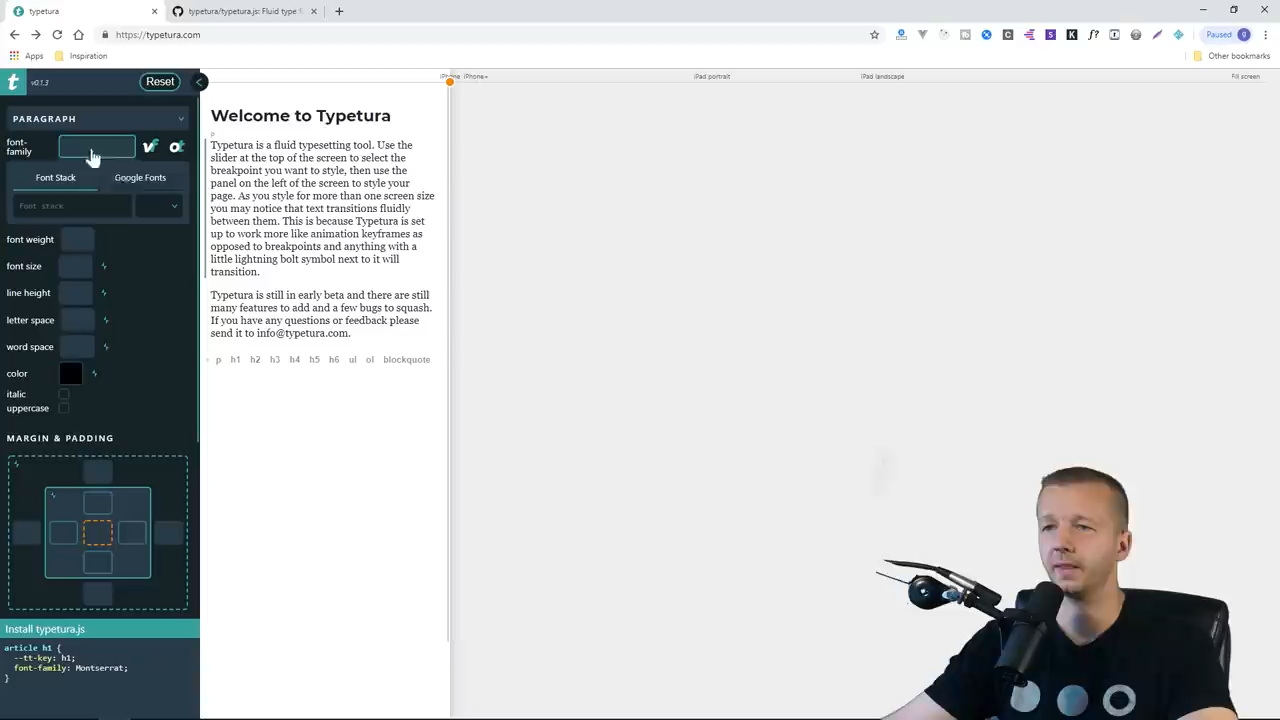 typetura
typetura/typetura.js: Fluid type
https://typetura.com
Paused
Apps
Inspiration
Other bookmarks
t
v0.1.3
Reset
iPhone
iPhone+
iPad portrait
iPad landscape
Fill screen
PARAGRAPH
font-
family
vf
ot
Font Stack
Google Fonts
Font stack
font weight
font size
line height
letter space
word space
color
italic
uppercase
MARGIN & PADDING
Install typetura.js
article h1 {
--tt-key: h1;
font-family: Montserrat;
}
Welcome to Typetura
p
Typetura is a fluid typesetting tool. Use the
slider at the top of the screen to select the
breakpoint you want to style, then use the
panel on the left of the screen to style your
page. As you style for more than one screen size
you may notice that text transitions fluidly
between them. This is because Typetura is set
up to work more like animation keyframes as
opposed to breakpoints and anything with a
little lightning bolt symbol next to it will
transition.
Typetura is still in early beta and there are still
many features to add and a few bugs to squash.
If you have any questions or feedback please
send it to info@typetura.com.
+ p h1 h2 h3 h4 h5 h6 ul ol blockquote